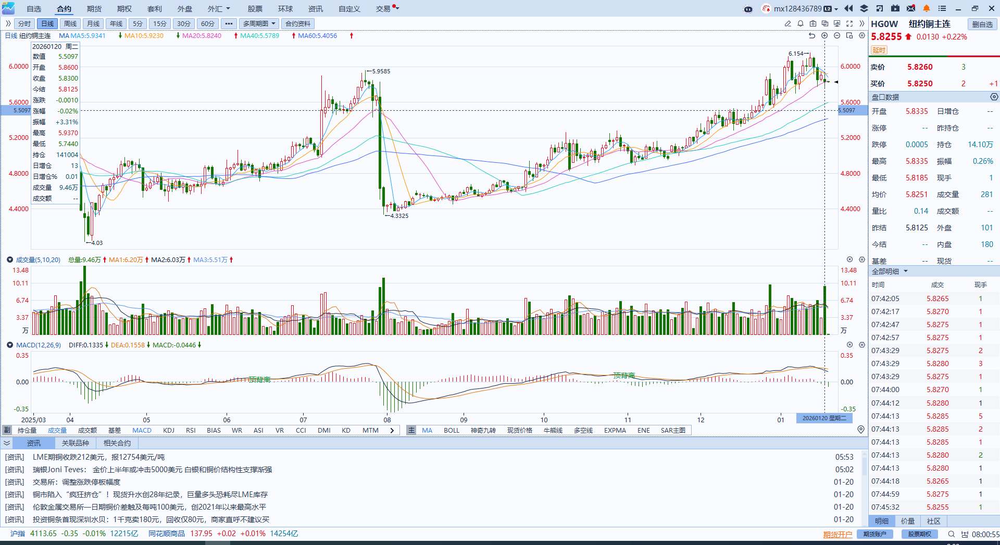 自选 合约 期货 期权 套利 外盘 外汇 股票 环球 资讯 自定义 交易 mx128436789 L2
分时 日线 周线 月线 年线 5分 15分 30分 60分 ••• 多周期图 合约资料
HG0W 纽约铜主连 删自选
日线 纽约铜主连 MA MA5:5.9341 MA10:5.9230 MA20:5.8240 MA40:5.5789 MA60:5.4056
5.8255 0.0130 +0.22%
延时
20260120 周二
数值 5.5097
开盘 5.8600
收盘 5.8300
今结 5.8125
涨跌 -0.0010
涨幅 -0.02%
振幅 +3.31%
最高 5.9370
最低 5.7440
持仓 141004
日增仓 13
日增仓% 0.01
成交量 9.46万
成交额 --
6.0000 6.0000
5.6000 5.6000
5.5097 5.5097
5.2000 5.2000
4.8000 4.8000
4.4000 4.4000
6.154
5.9585
4.3325
4.03
卖价 5.8260 3
买价 5.8250 2 +1
盘口数据
开盘 5.8335 日增仓 --
涨停 -- 昨持仓 --
跌停 0.0005 持仓 14.10万
最高 5.8335 振幅 0.26%
最低 5.8185 现手 1
均价 5.8251 成交量 281
量比 0.14 成交额 --
昨结 5.8125 外盘 101
今结 -- 内盘 180
基差 -- 现货 --
成交量(5,10,20) 总量:9.46万 MA1:6.20万 MA2:6.03万 MA3:5.51万
13.48 13.48
10.11 10.11
6.74 6.74
3.37 3.37
万 万
全部明细
时间 成交 现手
07:42:05 5.8265 1
07:42:17 5.8270 1
07:42:47 5.8275 1
07:42:57 5.8275 1
07:43:29 5.8275 2
07:43:29 5.8280 3
07:43:29 5.8275 1
07:44:00 5.8270 1
07:44:12 5.8280 1
07:44:13 5.8285 5
07:44:13 5.8285 2
07:44:13 5.8285 1
07:44:13 5.8280 2
07:44:13 5.8280 1
07:44:18 5.8265 1
07:44:59 5.8275 1
07:45:32 5.8255 1
明细 价量 社区
MACD(12,26,9) DIFF:0.1335 DEA:0.1558 MACD:-0.0446
0.35 0.35
0.00 0.00
-0.35 -0.35
顶背离 顶背离
2025/03 04 05 06 07 08 09 10 11 12 01 20260120 星期二
副 持仓量 成交量 成交额 基差 MACD KDJ RSI BIAS WR ASI VR CCI DMI KD MTM 主 MA BOLL 神奇九转 现货价格 牛熊线 多空线 EXPMA ENE SAR主图
资讯 关联品种 相关合约
[资讯] LME期铜收跌212美元，报12754美元/吨 05:53
[资讯] 瑞银Joni Teves： 金价上半年或冲击5000美元 白银和铜价结构性支撑渐强 05:02
[资讯] 交易所：调整涨跌停板幅度 01-20
[资讯] 铜市陷入“疯狂挤仓”！现货升水创28年纪录，巨量多头恐耗尽LME库存 01-20
[资讯] 伦敦金属交易所一日期铜价差触及每吨100美元，创2021年以来最高水平 01-20
[资讯] 投资铜条首现深圳水贝：1千克卖180元，回收仅80元，商家直呼不建议买 01-20
沪指 4113.65 -0.35 -0.01% 12215亿 同花顺商品 137.95 +0.02 +0.01% 14254亿 期货开户 期货账户 股票期权 08:00:55